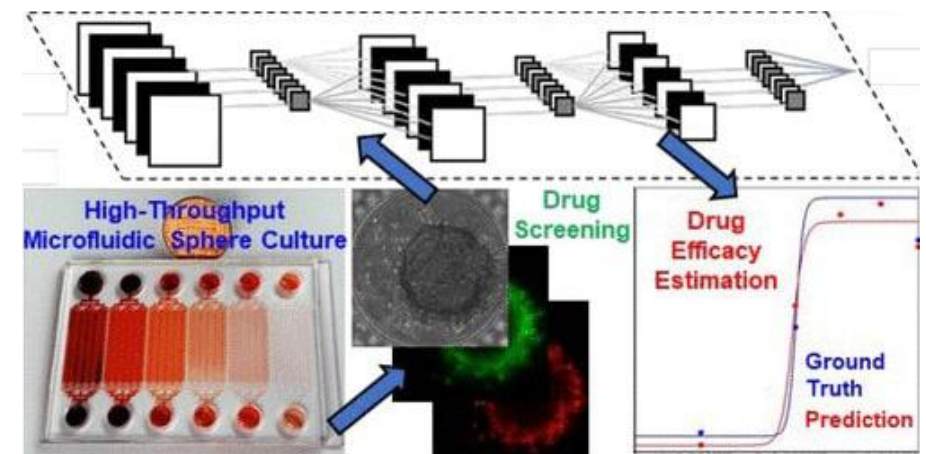 High-Throughput
Microfluidic Sphere Culture
Drug
Screening
Drug
Efficacy
Estimation
Ground
Truth
Prediction